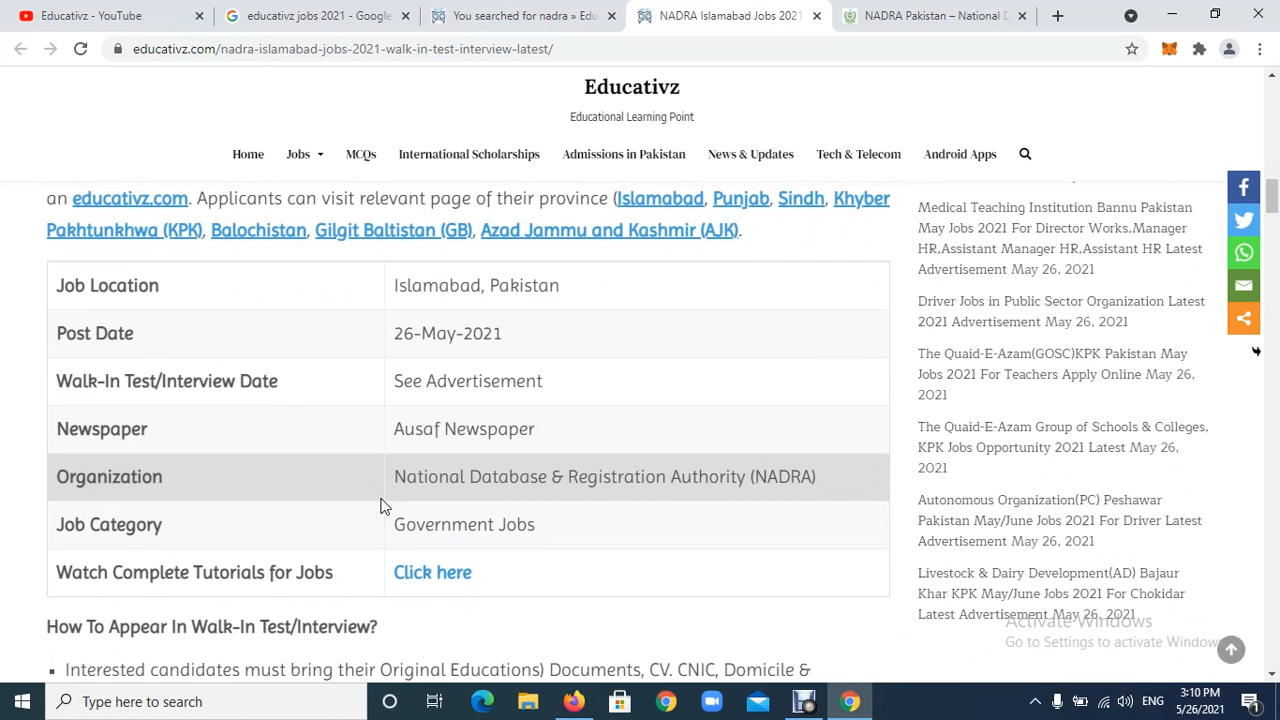 YouTube
educativz jobs 2021 - Google
You searched for nadra » Edu
NADRA Islamabad Jobs 2021
NADRA Pakistan – National D
educativz.com/nadra-islamabad-jobs-2021-walk-in-test-interview-latest/
Educativz
Educational Learning Point
Home Jobs MCQs International Scholarships Admissions in Pakistan News & Updates Tech & Telecom Android Apps
an educativz.com. Applicants can visit relevant page of their province (Islamabad, Punjab, Sindh, Khyber
Pakhtunkhwa (KPK), Balochistan, Gilgit Baltistan (GB), Azad Jammu and Kashmir (AJK).
Job Location Islamabad, Pakistan
Post Date 26-May-2021
Walk-In Test/Interview Date See Advertisement
Newspaper Ausaf Newspaper
Organization National Database & Registration Authority (NADRA)
Job Category Government Jobs
Watch Complete Tutorials for Jobs Click here
How To Appear In Walk-In Test/Interview?
Interested candidates must bring their Original Educations) Documents, CV. CNIC, Domicile &
Medical Teaching Institution Bannu Pakistan
May Jobs 2021 For Director Works,Manager
HR,Assistant Manager HR,Assistant HR Latest
Advertisement May 26, 2021
Driver Jobs in Public Sector Organization Latest
2021 Advertisement May 26, 2021
The Quaid-E-Azam(GOSC)KPK Pakistan May
Jobs 2021 For Teachers Apply Online May 26,
2021
The Quaid-E-Azam Group of Schools & Colleges,
KPK Jobs Opportunity 2021 Latest May 26,
2021
Autonomous Organization(PC) Peshawar
Pakistan May/June Jobs 2021 For Driver Latest
Advertisement May 26, 2021
Livestock & Dairy Development(AD) Bajaur
Khar KPK May/June Jobs 2021 For Chokidar
Latest Advertisement May 26, 2021
Activate Windows
Go to Settings to activate Windows
Type here to search
ENG
3:10 PM
5/26/2021
1